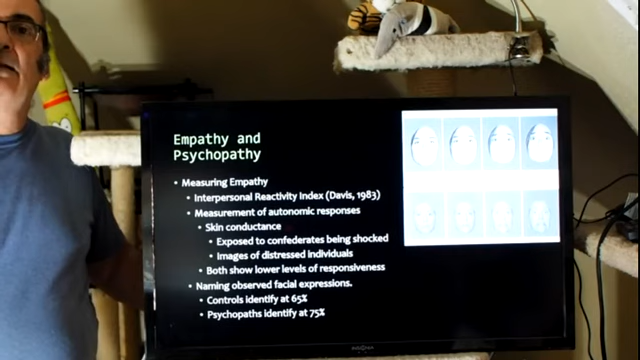 Empathy and
Psychopathy
• Measuring Empathy
• Interpersonal Reactivity Index (Davis, 1983)
• Measurement of autonomic responses
• Skin conductance
• Exposed to confederates being shocked
• Images of distressed individuals
• Both show lower levels of responsiveness
• Naming observed facial expressions.
• Controls identify at 65%
• Psychopaths identify at 75%
INSIGNIA